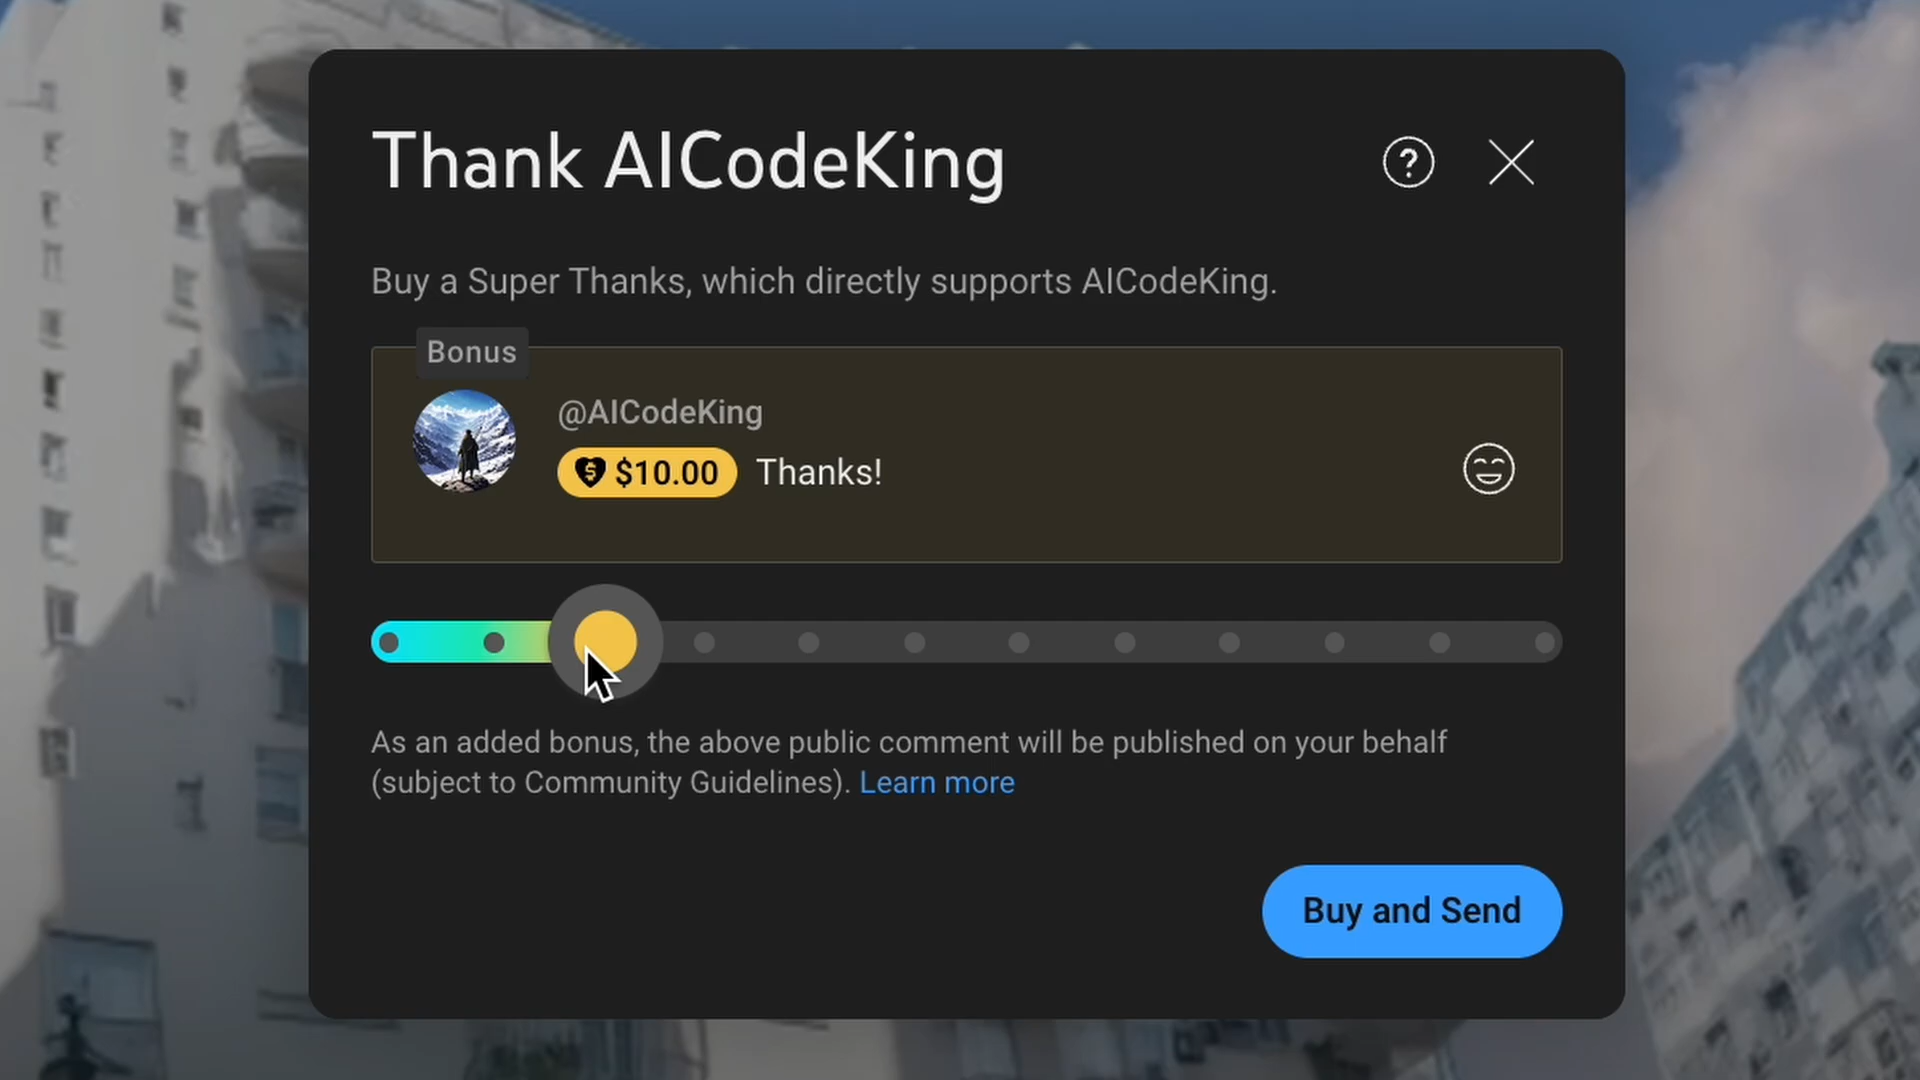 Thank AICodeKing
Buy a Super Thanks, which directly supports AICodeKing.
Bonus
@AICodeKing
$10.00 Thanks!
As an added bonus, the above public comment will be published on your behalf
(subject to Community Guidelines). Learn more
Buy and Send